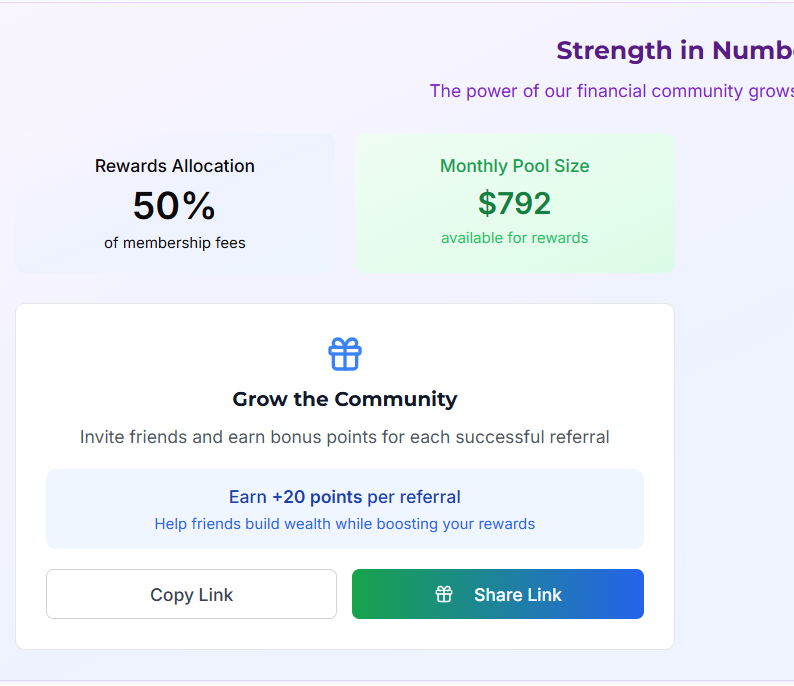 Strength in Numb
The power of our financial community grows
Rewards Allocation
50%
of membership fees
Monthly Pool Size
$792
available for rewards
Grow the Community
Invite friends and earn bonus points for each successful referral
Earn +20 points per referral
Help friends build wealth while boosting your rewards
Copy Link
Share Link